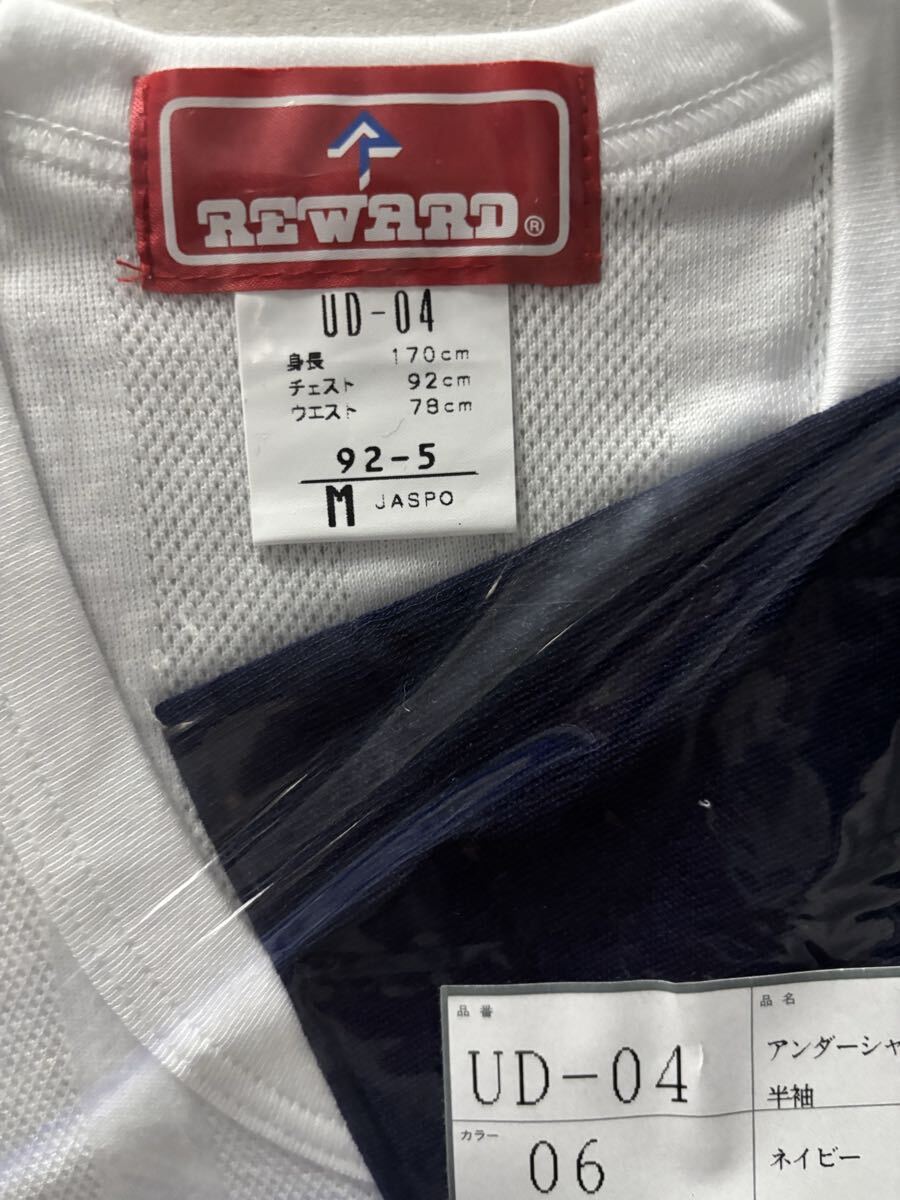 REWARD®
UD-04
身長 170cm
チェスト 92cm
ウエスト 78cm
92-5
M JASPO
品番
UD-04
品名
アンダーシャ
半袖
カラー
06
ネイビー